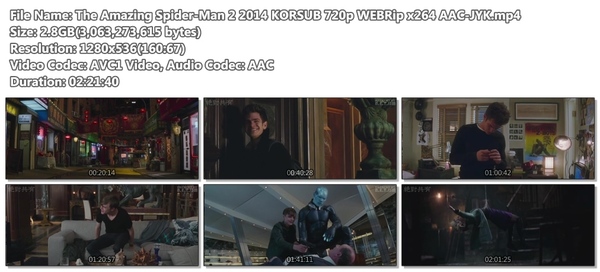 File Name: The Amazing Spider-Man 2 2014 KORSUB 720p WEBRip x264 AAC-JYK.mp4
Size: 2.8GB(3,063,273,615 bytes)
Resolution: 1280x536(160:67)
Video Codec: AVC1 Video, Audio Codec: AAC
Duration: 02:21:40
00:20:14
00:40:28
01:00:42
01:20:57
01:41:11
02:01:25